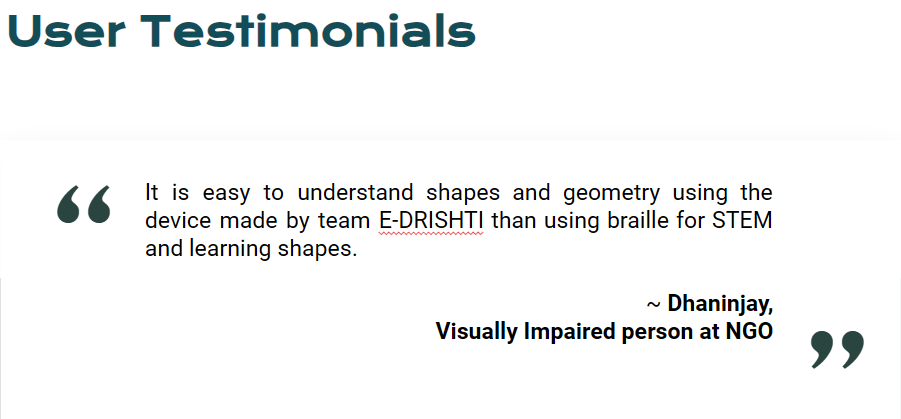 User Testimonials
“
It is easy to understand shapes and geometry using the
device made by team E-DRISHTI than using braille for STEM
and learning shapes.
~ Dhaninjay,
Visually Impaired person at NGO
”